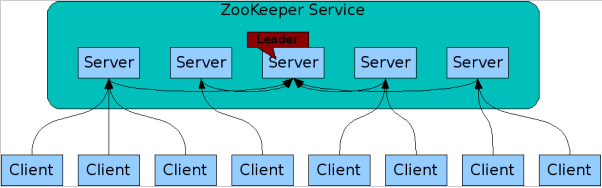 ZooKeeper Service
Leader
Server Server Server Server Server
Client Client Client Client Client Client Client Client